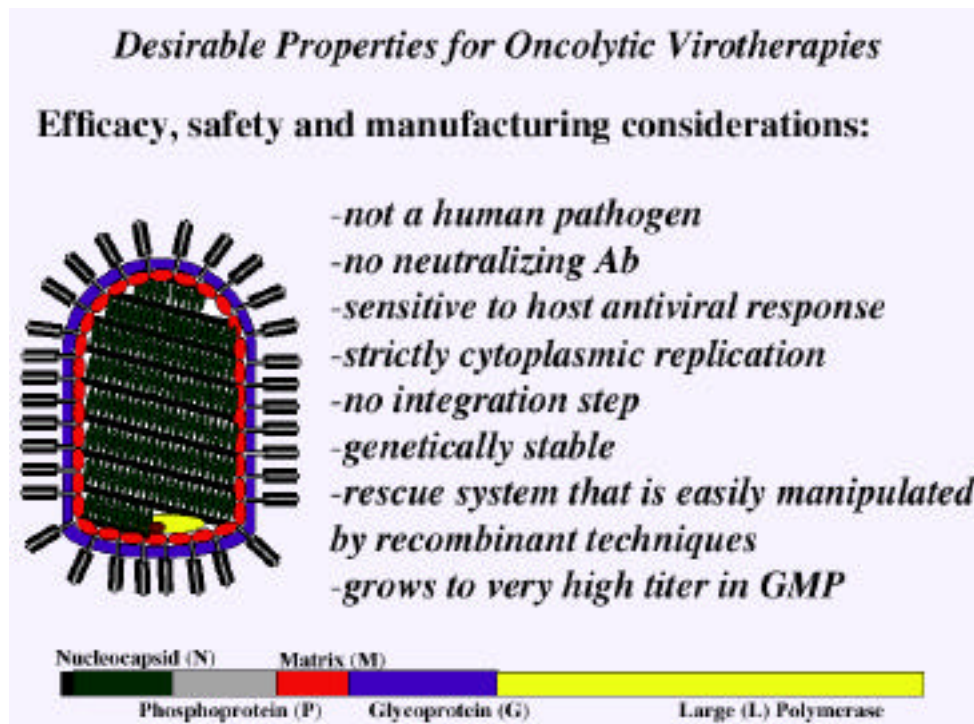 Desirable Properties for Oncolytic Virotherapies
Efficacy, safety and manufacturing considerations:
-not a human pathogen
-no neutralizing Ab
-sensitive to host antiviral response
-strictly cytoplasmic replication
-no integration step
-genetically stable
-rescue system that is easily manipulated
by recombinant techniques
-grows to very high titer in GMP
Nucleocapsid (N) Matrix (M)
Phosphoprotein (P) Glycoprotein (G) Large (L) Polymerase